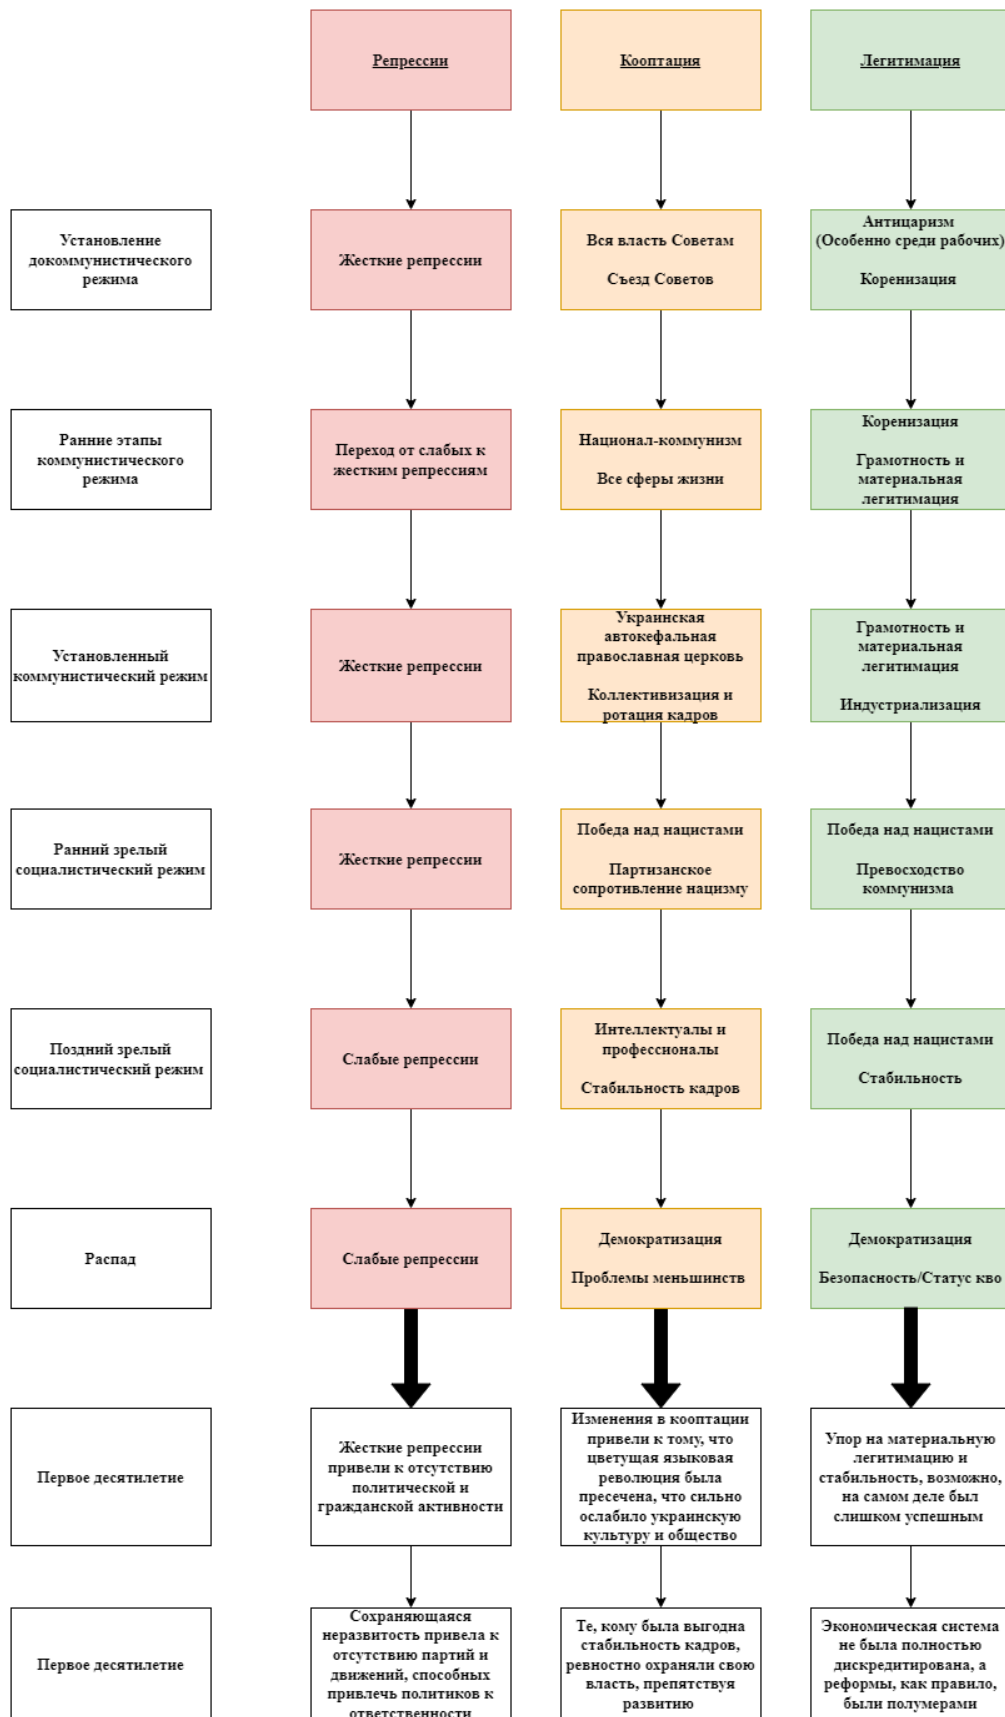 Репрессии
Кооптация
Легитимация
Установление
докоммунистического
режима
Жесткие репрессии
Вся власть Советам
Съезд Советов
Антицаризм
(Особенно среди рабочих)
Коренизация
Ранние этапы
коммунистического
режима
Переход от слабых к
жестким репрессиям
Национал-коммунизм
Все сферы жизни
Коренизация
Грамотность и
материальная
легитимация
Установленный
коммунистический режим
Жесткие репрессии
Украинская
автокефальная
православная церковь
Коллективизация и
ротация кадров
Грамотность и
материальная
легитимация
Индустриализация
Ранний зрелый
социалистический режим
Жесткие репрессии
Победа над нацистами
Партизанское
сопротивление нацизму
Победа над нацистами
Превосходство
коммунизма
Поздний зрелый
социалистический режим
Слабые репрессии
Интеллектуалы и
профессионалы
Стабильность кадров
Победа над нацистами
Стабильность
Распад
Слабые репрессии
Демократизация
Проблемы меньшинств
Демократизация
Безопасность/Статус кво
Первое десятилетие
Жесткие репрессии
привели к отсутствию
политической и
гражданской активности
Изменения в кооптации
привели к тому, что
цветущая языковая
революция была
пресечена, что сильно
ослабило украинскую
культуру и общество
Упор на материальную
легитимацию и
стабильность, возможно,
на самом деле был
слишком успешным
Первое десятилетие
Сохраняющаяся
неразвитость привела к
отсутствию партий и
движений, способных
привлечь политиков к
ответственности
Те, кому была выгодна
стабильность кадров,
ревностно охраняли свою
власть, препятствуя
развитию
Экономическая система
не была полностью
дискредитирована, а
реформы, как правило,
были полумерами